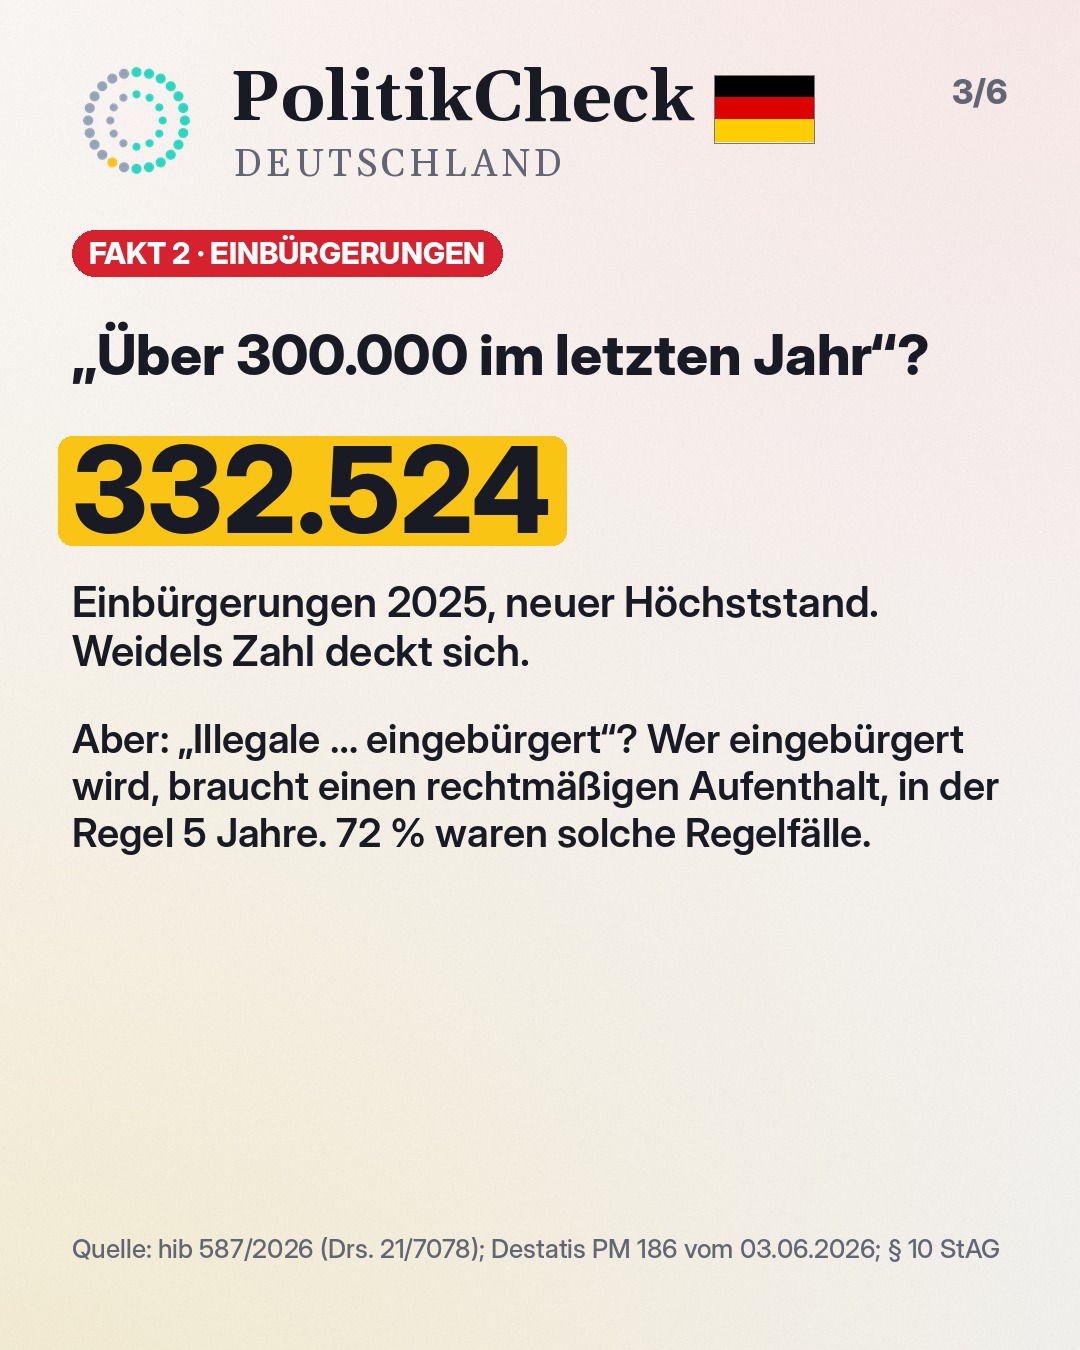 PolitikCheck
DEUTSCHLAND
3/6
FAKT 2 · EINBÜRGERUNGEN
„Über 300.000 im letzten Jahr“?
332.524
Einbürgerungen 2025, neuer Höchststand.
Weidels Zahl deckt sich.
Aber: „Illegale … eingebürgert“? Wer eingebürgert
wird, braucht einen rechtmäßigen Aufenthalt, in der
Regel 5 Jahre. 72 % waren solche Regelfälle.
Quelle: hib 587/2026 (Drs. 21/7078); Destatis PM 186 vom 03.06.2026; § 10 StAG